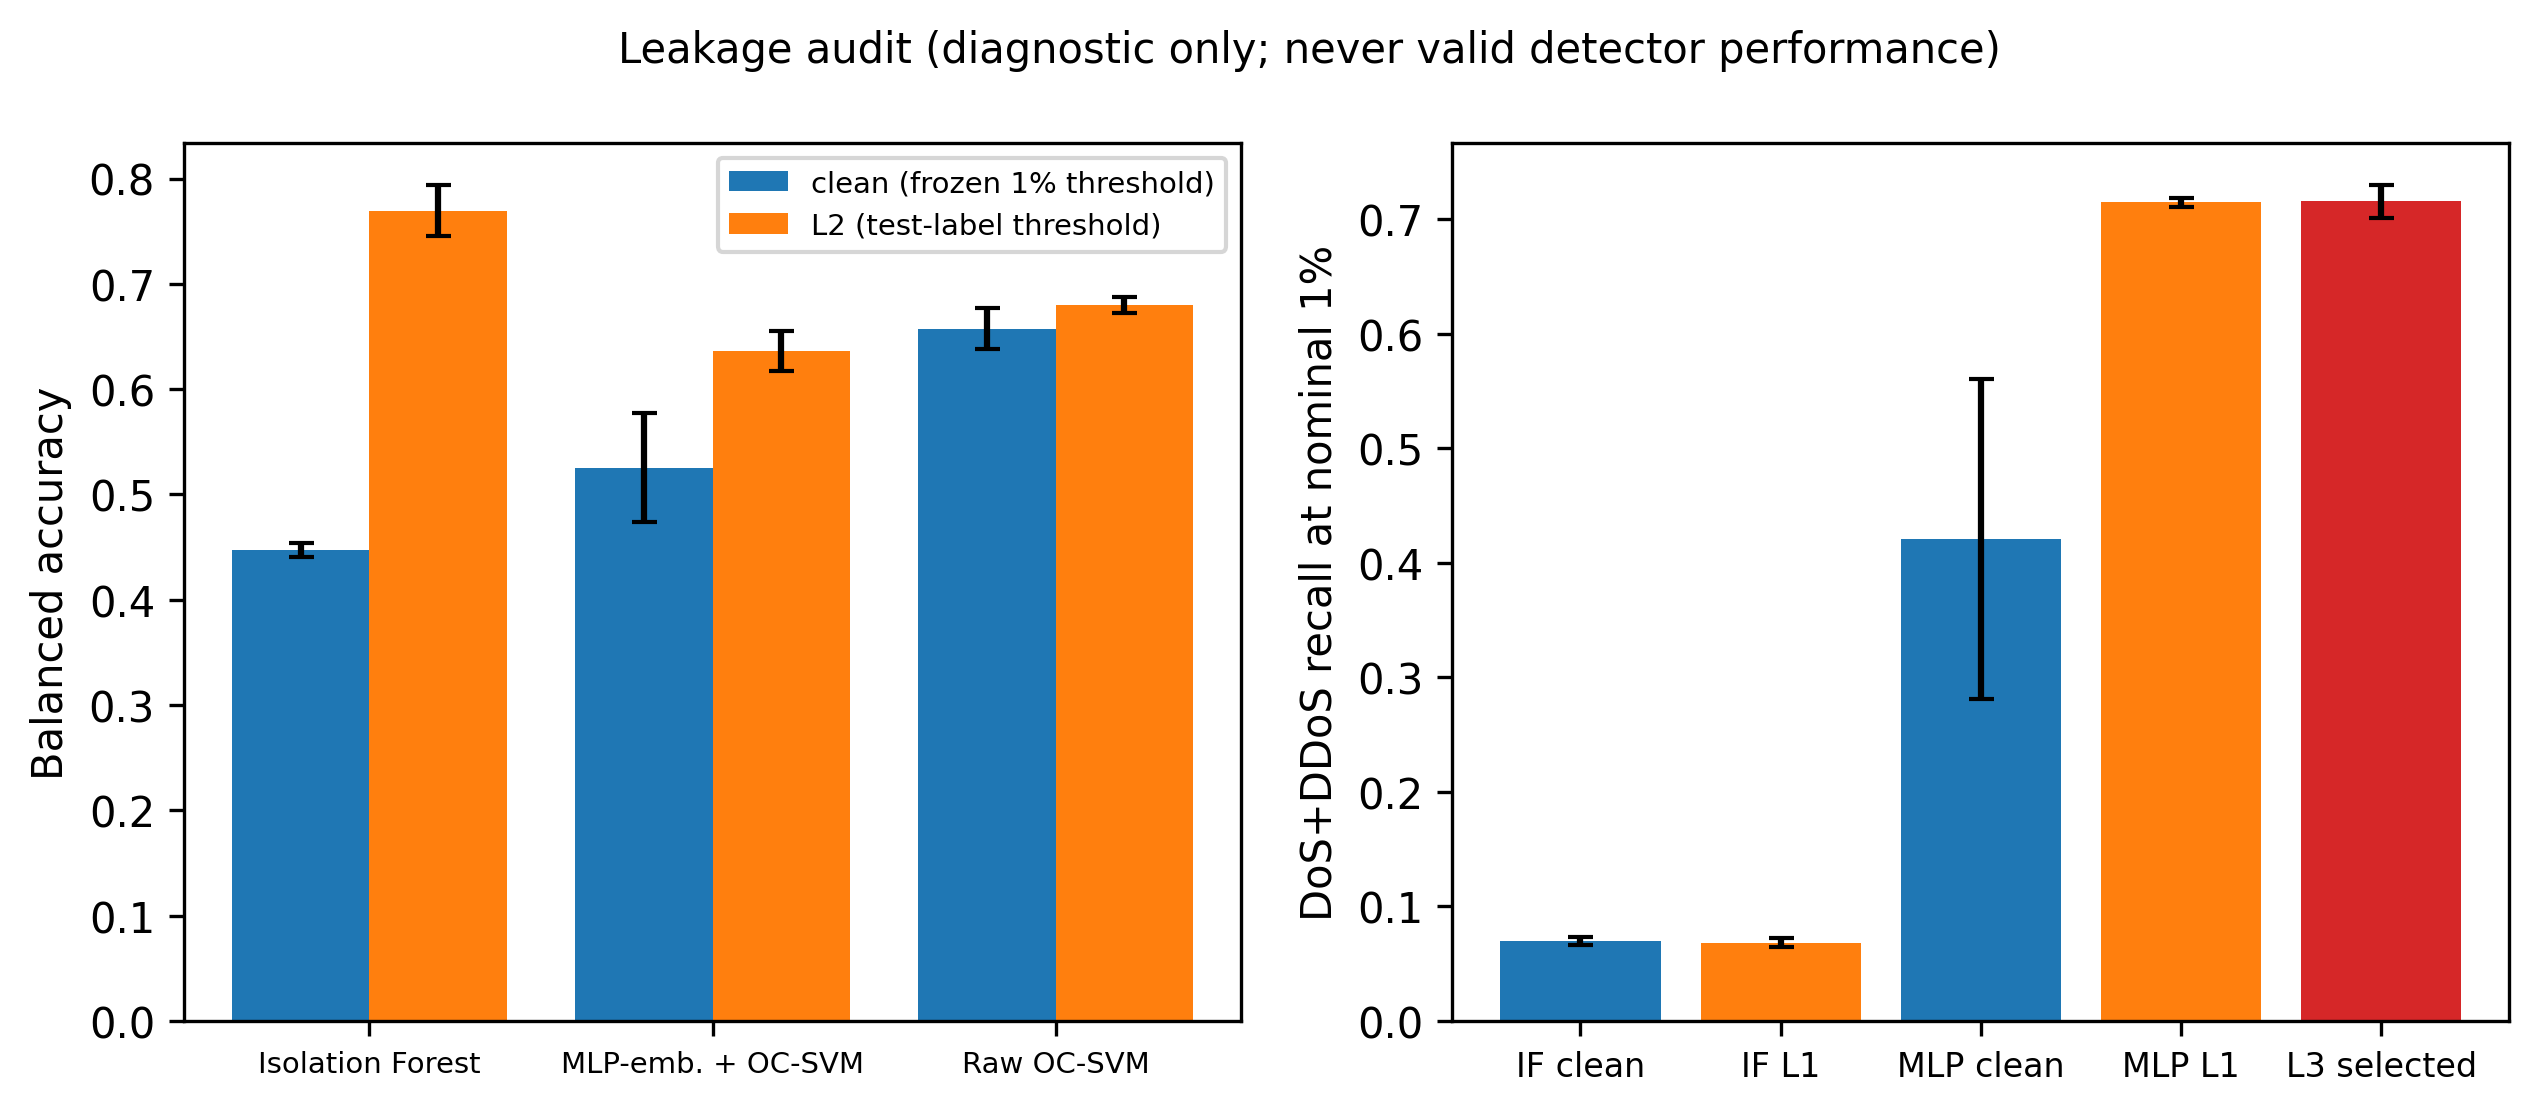 Leakage audit (diagnostic only; never valid detector performance)
Balanced accuracy
0.8
0.7
0.6
0.5
0.4
0.3
0.2
0.1
0.0
clean (frozen 1% threshold)
L2 (test-label threshold)
Isolation Forest
MLP-emb. + OC-SVM
Raw OC-SVM
DoS+DDoS recall at nominal 1%
0.7
0.6
0.5
0.4
0.3
0.2
0.1
0.0
IF clean
IF L1
MLP clean
MLP L1
L3 selected